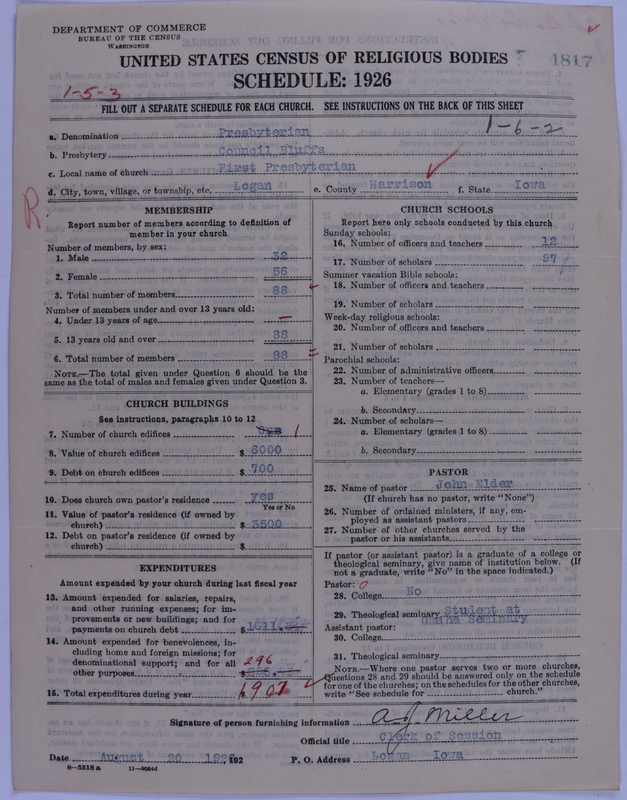 DEPARTMENT OF COMMERCE
BUREAU OF THE CENSUS
WASHINGTON
1817
UNITED STATES CENSUS OF RELIGIOUS BODIES
SCHEDULE: 1926
1-5-3
FILL OUT A SEPARATE SCHEDULE FOR EACH CHURCH. SEE INSTRUCTIONS ON THE BACK OF THIS SHEET
1-6-2
a. Denomination Presbyterian
b. Presbytery Council Bluffs
c. Local name of church First Presbyterian
d. City, town, village, or township, etc. Logan e. County Harrison f. State Iowa
R
MEMBERSHIP
Report number of members according to definition of
member in your church
Number of members, by sex:
1. Male 32
2. Female 56
3. Total number of members 88
Number of members under and over 13 years old:
4. Under 13 years of age —
5. 13 years old and over 88
6. Total number of members 88
NOTE.—The total given under Question 6 should be
same as the total of males and females given under Question 3.
CHURCH BUILDINGS
See instructions, paragraphs 10 to 12
7. Number of church edifices One 1
8. Value of church edifices $ 8000
9. Debt on church edifices $ 700
10. Does church own pastor's residence yes
Yes or No
11. Value of pastor's residence (if owned by
church) $ 3500
12. Debt on pastor's residence (if owned by
church) $
EXPENDITURES
Amount expended by your church during last fiscal year
13. Amount expended for salaries, repairs,
and other running expenses; for im-
provements or new buildings; and for
payments on church debt $ 1611
14. Amount expended for benevolences, in-
cluding home and foreign missions; for
denominational support; and for all
other purposes $ 296
15. Total expenditures during year $ 1907
CHURCH SCHOOLS
Report here only schools conducted by this church
Sunday schools:
16. Number of officers and teachers 12
17. Number of scholars 97
Summer vacation Bible schools:
18. Number of officers and teachers
19. Number of scholars
Week-day religious schools:
20. Number of officers and teachers
21. Number of scholars
Parochial schools:
22. Number of administrative officers
23. Number of teachers—
a. Elementary (grades 1 to 8)
b. Secondary
24. Number of scholars—
a. Elementary (grades 1 to 8)
b. Secondary
PASTOR
25. Name of pastor John Elder
(If church has no pastor, write "None")
26. Number of ordained ministers, if any, em-
ployed as assistant pastors
27. Number of other churches served by the
pastor or his assistants
If pastor (or assistant pastor) is a graduate of a college or
theological seminary, give name of institution below. (If
not a graduate, write "No" in the space indicated.)
Pastor: 0
28. College No
29. Theological seminary Student at
Omaha Seminary
Assistant pastor:
30. College
31. Theological seminary
NOTE.—Where one pastor serves two or more churches,
Questions 28 and 29 should be answered only on the schedule
for one of the churches; on the schedules for the other churches,
write "See schedule for church."
Signature of person furnishing information A J Miller
Official title Clerk of Session
Date August 20 1926, 192 P. O. Address Logan Iowa
8—5518 a